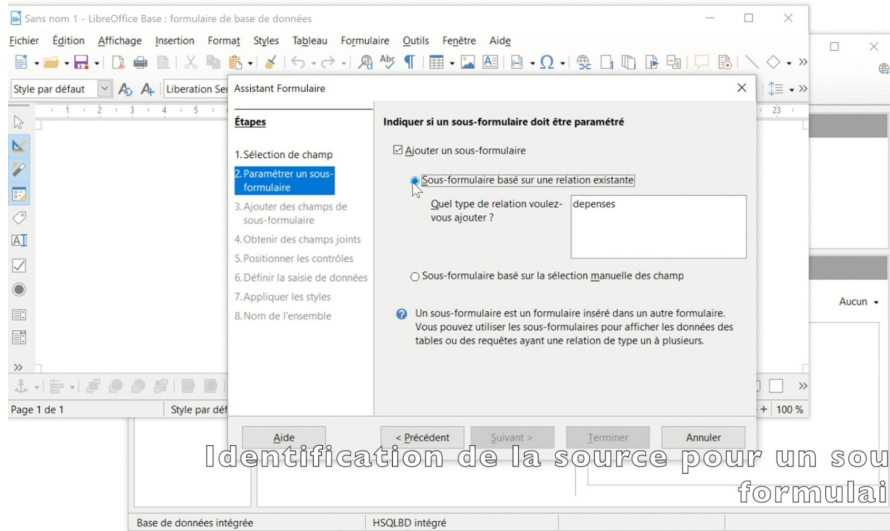 Sans nom 1 - LibreOffice Base : formulaire de base de données
Fichier Édition Affichage Insertion Format Styles Tableau Formulaire Outils Fenêtre Aide
Style par défaut Liberation Ser
Assistant Formulaire
1 2 3 4 5 23
Étapes
1.Sélection de champ
2.Paramétrer un sous-
formulaire
3.Ajouter des champs de
sous-formulaire
4.Obtenir des champs joints
5.Positionner les contrôles
6.Définir la saisie de données
7.Appliquer les styles
8.Nom de l'ensemble
Indiquer si un sous-formulaire doit être paramétré
Ajouter un sous-formulaire
Sous-formulaire basé sur une relation existante
Quel type de relation voulez-
vous ajouter ?
depenses
Sous-formulaire basé sur la sélection manuelle des champ
Un sous-formulaire est un formulaire inséré dans un autre formulaire.
Vous pouvez utiliser les sous-formulaires pour afficher les données des
tables ou des requêtes ayant une relation de type un à plusieurs.
Aucun
Page 1 de 1 Style par déf 100 %
Aide < Précédent Suivant > Terminer Annuler
Identification de la source pour un sou
formulai
Base de données intégrée HSQLBD intégré